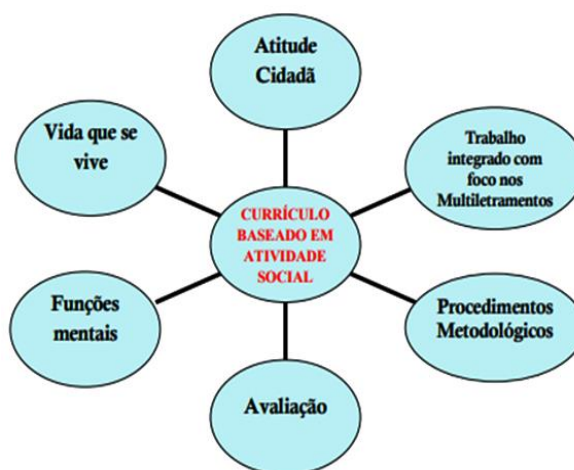 Atitude
Cidadã
Vida que se
vive
Trabalho
integrado com
foco nos
Multiletramentos
CURRÍCULO
BASEADO EM
ATIVIDADE
SOCIAL
Funções
mentais
Procedimentos
Metodológicos
Avaliação